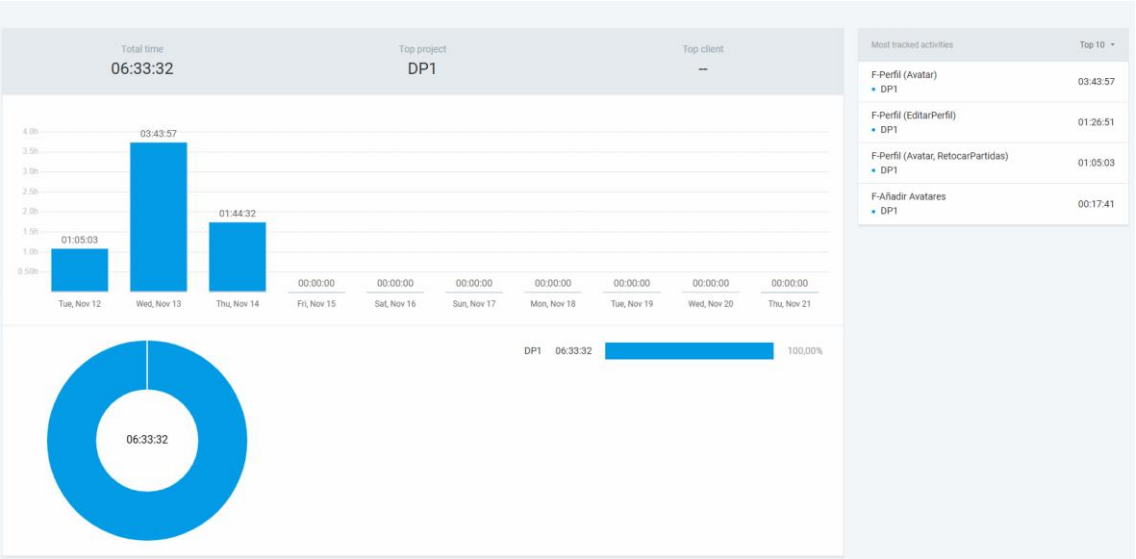 Total time
06:33:32
Top project
DP1
Top client
--
4.0h
3.5h
3.0h
2.5h
2.0h
1.5h
1.0h
0.50h
01:05:03
03:43:57
01:44:32
00:00:00
00:00:00
00:00:00
00:00:00
00:00:00
00:00:00
00:00:00
Tue, Nov 12
Wed, Nov 13
Thu, Nov 14
Fri, Nov 15
Sat, Nov 16
Sun, Nov 17
Mon, Nov 18
Tue, Nov 19
Wed, Nov 20
Thu, Nov 21
06:33:32
DP1 06:33:32 100,00%
Most tracked activities Top 10
F-Perfil (Avatar) 03:43:57
DP1
F-Perfil (EditarPerfil) 01:26:51
DP1
F-Perfil (Avatar, RetocarPartidas) 01:05:03
DP1
F-Añadir Avatares 00:17:41
DP1